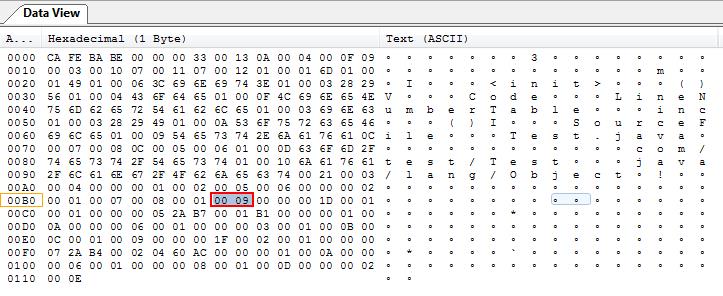 Data View
A... Hexadecimal (1 Byte) Text (ASCII)
0000 CA FE BA BE 00 00 00 33 00 13 0A 00 04 00 0F 09 ° ° ° ° ° ° ° 3 ° ° ° ° ° ° ° °
0010 00 03 00 10 07 00 11 07 00 12 01 00 01 6D 01 00 ° ° ° ° ° ° ° ° ° ° ° ° ° m ° °
0020 01 49 01 00 06 3C 69 6E 69 74 3E 01 00 03 28 29 ° I ° ° ° < i n i t > ° ° ° ( )
0030 56 01 00 04 43 6F 64 65 01 00 0F 4C 69 6E 65 4E V ° ° ° C o d e ° ° ° L i n e N
0040 75 6D 62 65 72 54 61 62 6C 65 01 00 03 69 6E 63 u m b e r T a b l e ° ° ° i n c
0050 01 00 03 28 29 49 01 00 0A 53 6F 75 72 63 65 46 ° ° ° ( ) I ° ° ° S o u r c e F
0060 69 6C 65 01 00 09 54 65 73 74 2E 6A 61 76 61 0C i l e ° ° ° T e s t . j a v a °
0070 00 07 00 08 0C 00 05 00 06 01 00 0D 63 6F 6D 2F ° ° ° ° ° ° ° ° ° ° ° ° c o m /
0080 74 65 73 74 2F 54 65 73 74 01 00 10 6A 61 76 61 t e s t / T e s t ° ° ° j a v a
0090 2F 6C 61 6E 67 2F 4F 62 6A 65 63 74 00 21 00 03 / l a n g / O b j e c t ° ! ° °
00A0 00 04 00 00 00 01 00 02 00 05 00 06 00 00 00 02 ° ° ° ° ° ° ° ° ° ° ° ° ° ° ° °
00B0 00 01 00 07 00 08 00 01 00 09 00 00 00 1D 00 01 ° ° ° ° ° ° ° ° ° ° ° ° ° ° ° °
00C0 00 01 00 00 00 05 2A B7 00 01 B1 00 00 00 01 00 ° ° ° ° ° ° * ° ° ° ° ° ° ° ° °
00D0 0A 00 00 00 06 00 01 00 00 00 03 00 01 00 0B 00 ° ° ° ° ° ° ° ° ° ° ° ° ° ° ° °
00E0 0C 00 01 00 09 00 00 00 1F 00 02 00 01 00 00 00 ° ° ° ° ° ° ° ° ° ° ° ° ° ° ° °
00F0 07 2A B4 00 02 04 60 AC 00 00 00 01 00 0A 00 00 ° * ° ° ° ° ` ° ° ° ° ° ° ° ° °
0100 00 06 00 01 00 00 00 08 00 01 00 0D 00 00 00 02 ° ° ° ° ° ° ° ° ° ° ° ° ° ° ° °
0110 00 0E ° °